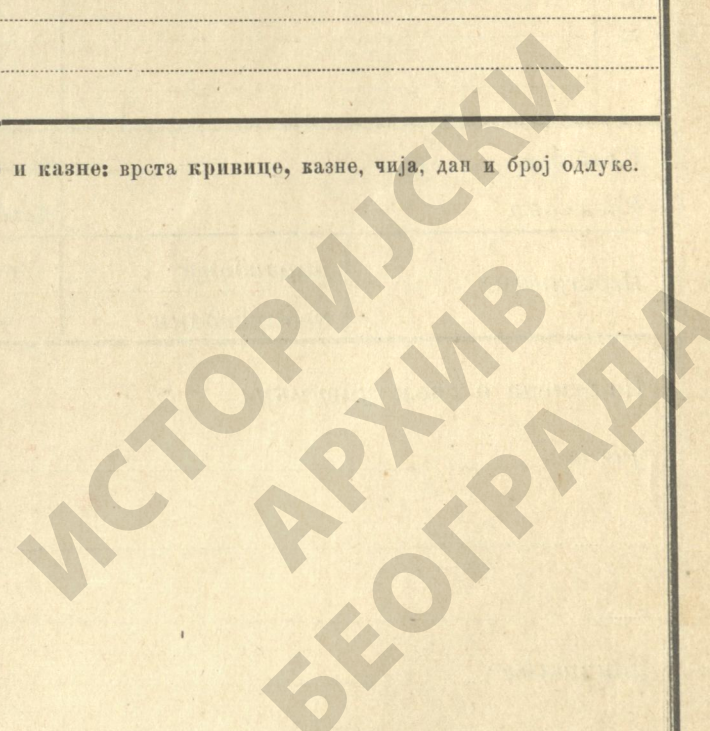 и казне: врста кривице, казне, чија, дан и број одлуке.
ИСТОРИЈСКИ
АРХИВ
БЕОГРАДА